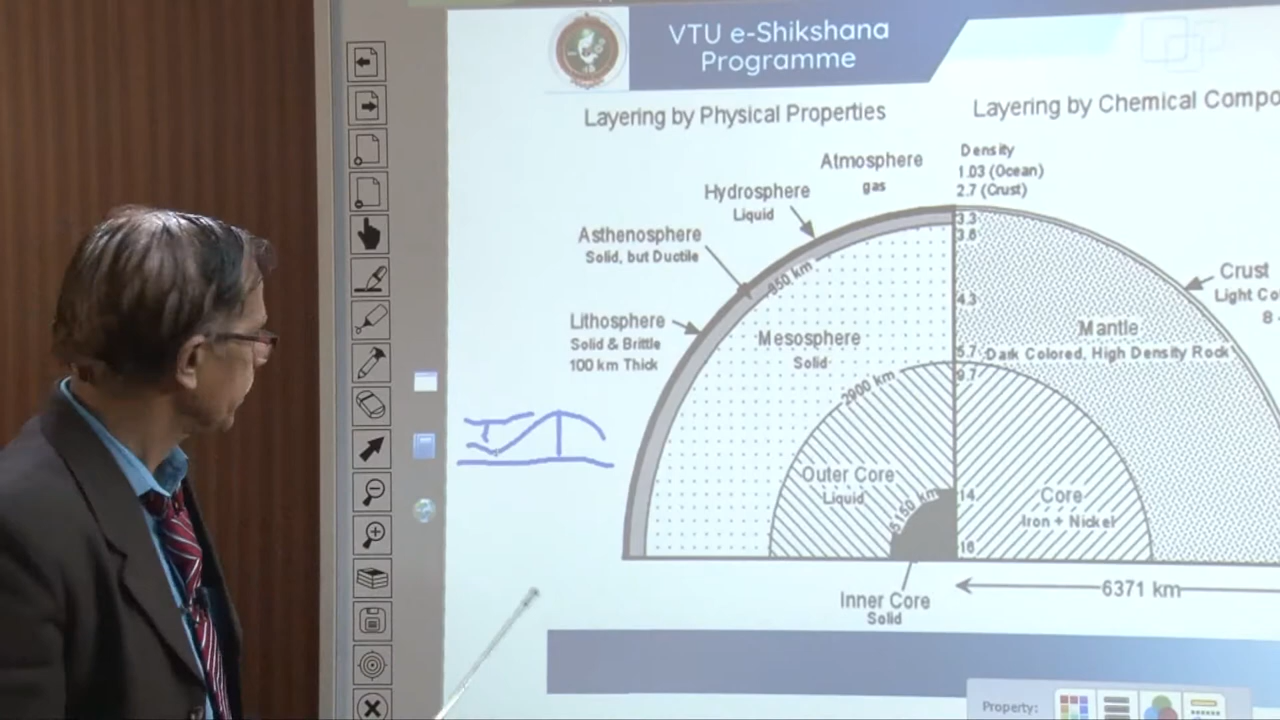 VTU e-Shikshana
Programme
Layering by Physical Properties
Layering by Chemical
Atmosphere
gas
Density
1.03 (Ocean)
2.7 (Crust)
Hydrosphere
Liquid
3.3
3.6
Asthenosphere
Solid, but Ductile
350 km
Crust
Light
8
4.3
Lithosphere
Solid & Brittle
100 km Thick
Mesosphere
Solid
Mantle
5.7 Dark Colored, High Density Rock
9.7
2900 km
Outer Core
Liquid
5150 km
14
Core
Iron + Nickel
16
6371 km
Inner Core
Solid
Property: